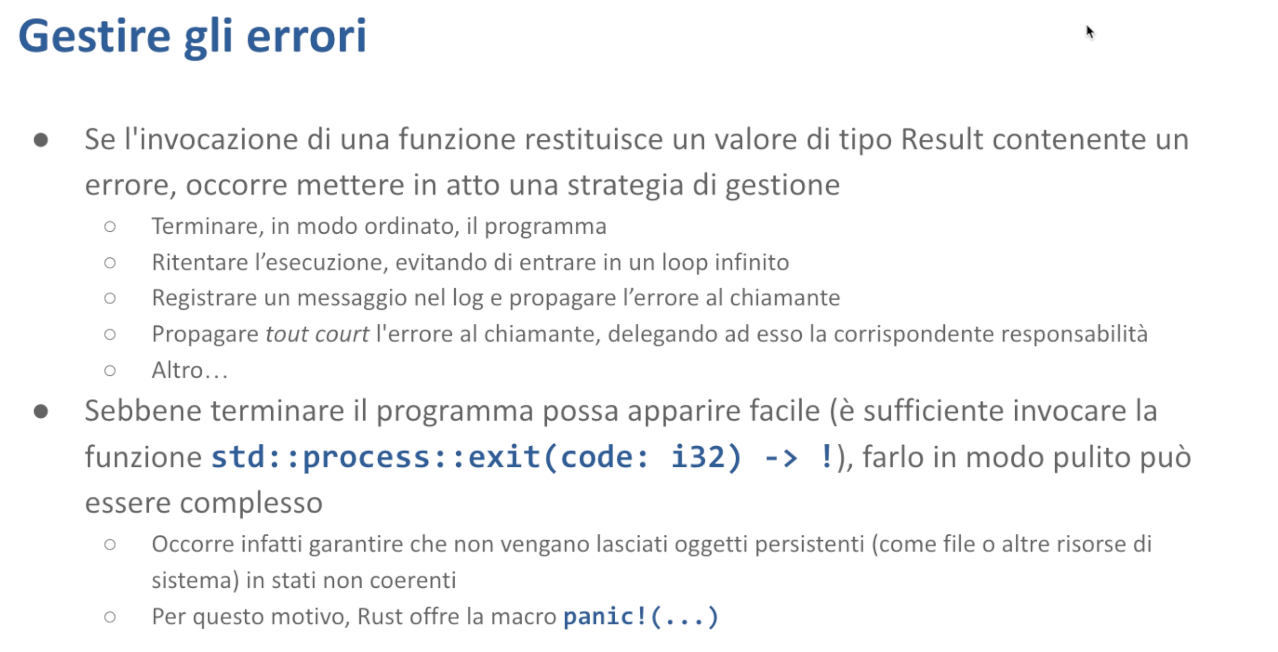 Gestire gli errori
● Se l'invocazione di una funzione restituisce un valore di tipo Result contenente un
errore, occorre mettere in atto una strategia di gestione
○ Terminare, in modo ordinato, il programma
○ Ritentare l’esecuzione, evitando di entrare in un loop infinito
○ Registrare un messaggio nel log e propagare l’errore al chiamante
○ Propagare tout court l'errore al chiamante, delegando ad esso la corrispondente responsabilità
○ Altro…
● Sebbene terminare il programma possa apparire facile (è sufficiente invocare la
funzione std::process::exit(code: i32) -> !), farlo in modo pulito può
essere complesso
○ Occorre infatti garantire che non vengano lasciati oggetti persistenti (come file o altre risorse di
sistema) in stati non coerenti
○ Per questo motivo, Rust offre la macro panic!(...)